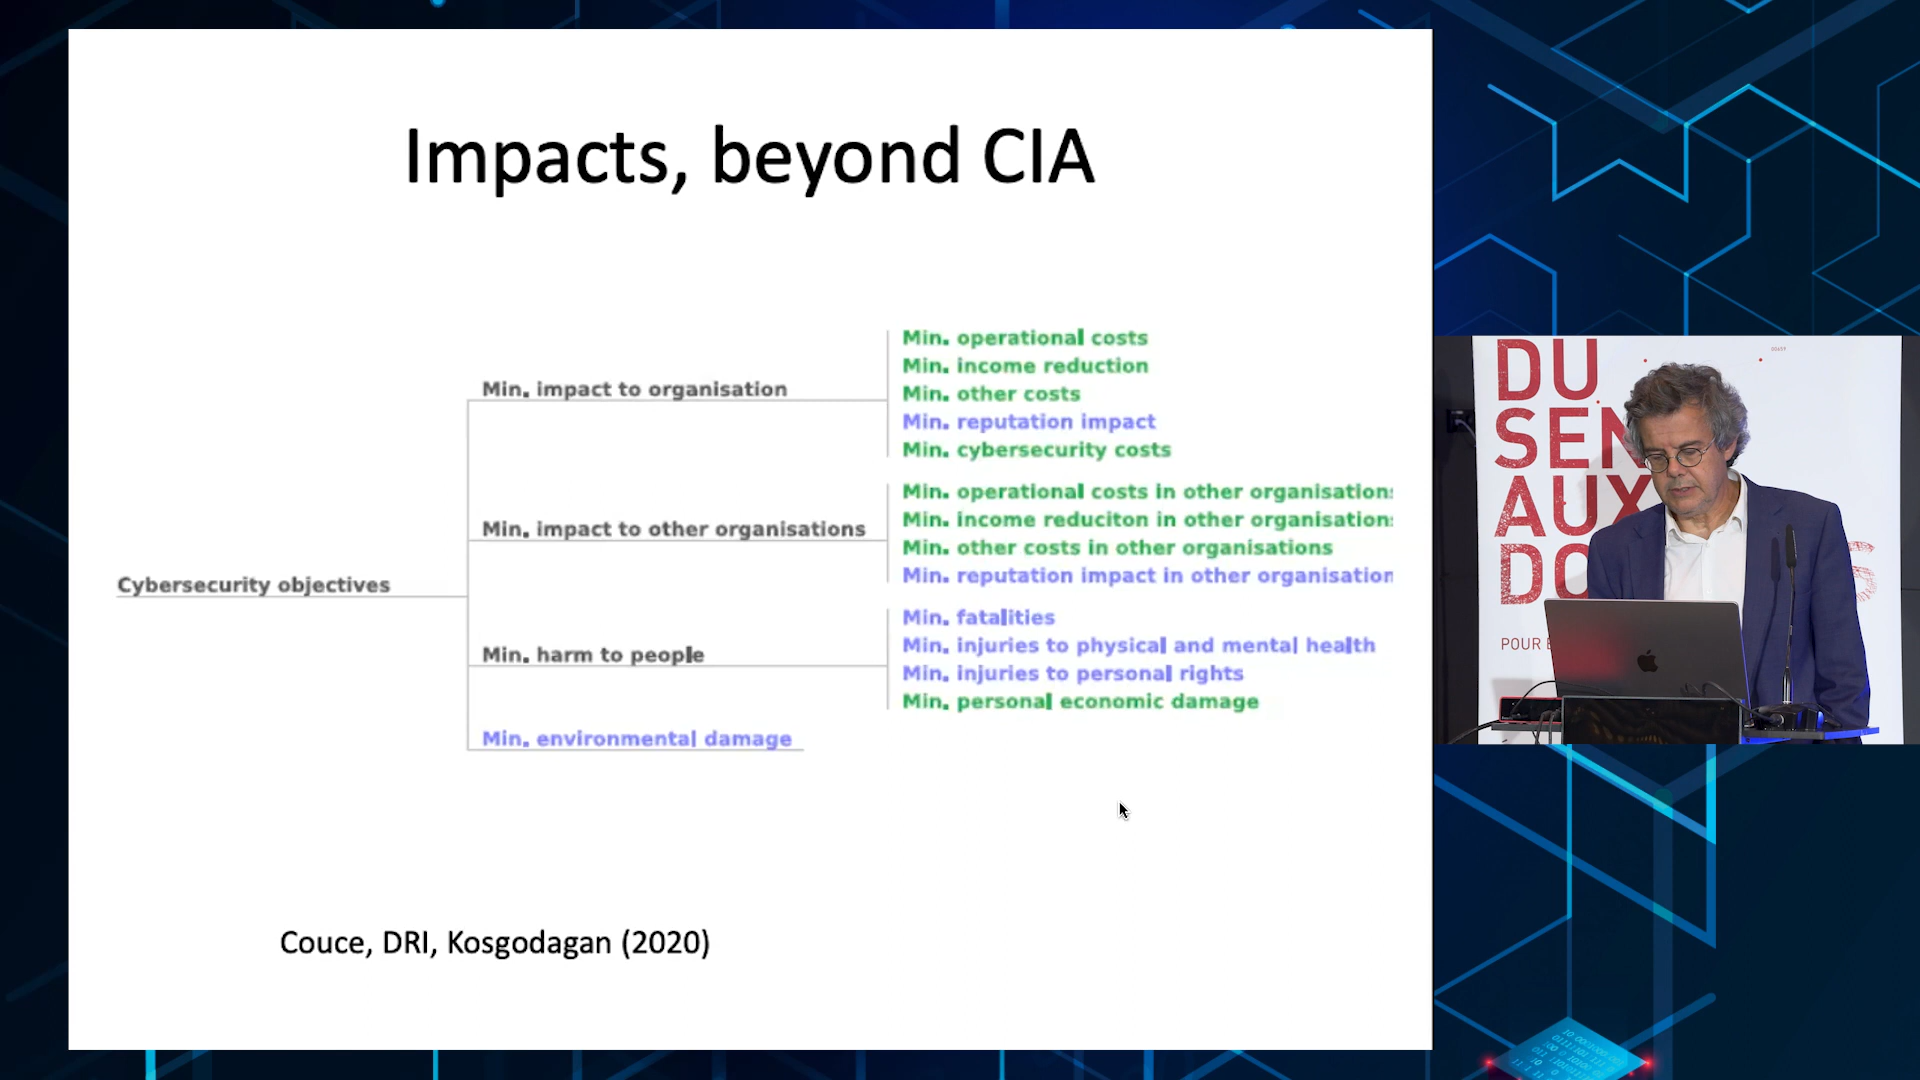 Impacts, beyond CIA
Cybersecurity objectives
Min. impact to organisation
Min. operational costs
Min. income reduction
Min. other costs
Min. reputation impact
Min. cybersecurity costs
Min. impact to other organisations
Min. operational costs in other organisations
Min. income reduciton in other organisations
Min. other costs in other organisations
Min. reputation impact in other organisation
Min. harm to people
Min. fatalities
Min. injuries to physical and mental health
Min. injuries to personal rights
Min. personal economic damage
Min. environmental damage
Couce, DRI, Kosgodagan (2020)
DU
SEN
AUX
DO
POUR